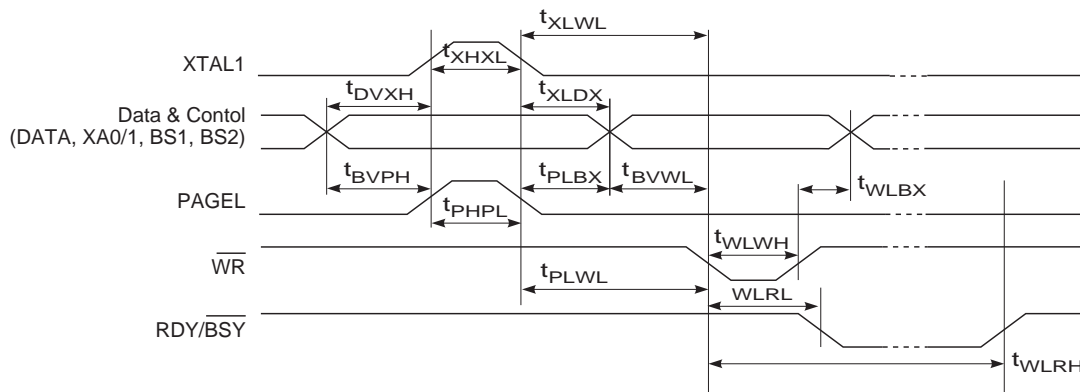 tXLWL
XTAL1
tXHXL
tDVXH
tXLDX
Data & Contol
(DATA, XA0/1, BS1, BS2)
tBVPH
tPLBX
tBVWL
tWLBX
PAGEL
tPHPL
WR
tWLWH
tPLWL
WLRL
RDY/BSY
tWLRH